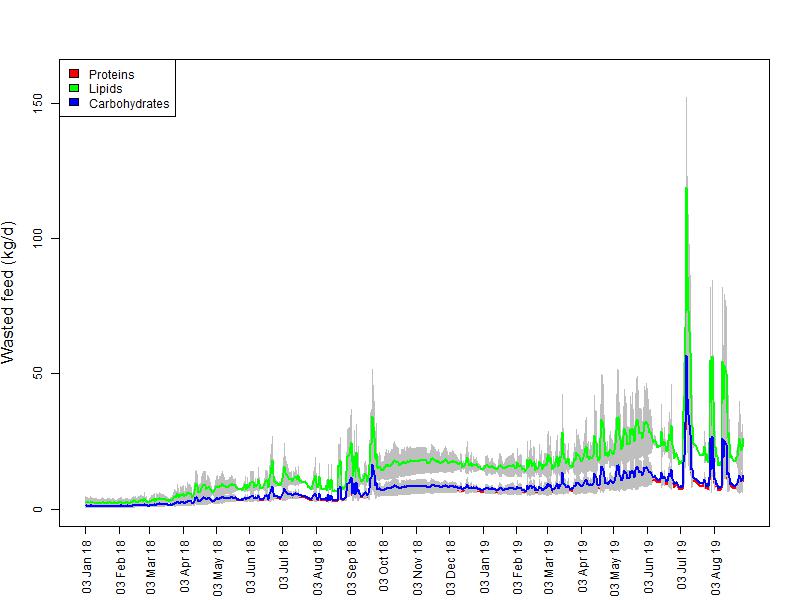 Proteins
Lipids
Carbohydrates
Wasted feed (kg/d)
150
100
50
0
03 Jan 18
03 Feb 18
03 Mar 18
03 Apr 18
03 May 18
03 Jun 18
03 Jul 18
03 Aug 18
03 Sep 18
03 Oct 18
03 Nov 18
03 Dec 18
03 Jan 19
03 Feb 19
03 Mar 19
03 Apr 19
03 May 19
03 Jun 19
03 Jul 19
03 Aug 19